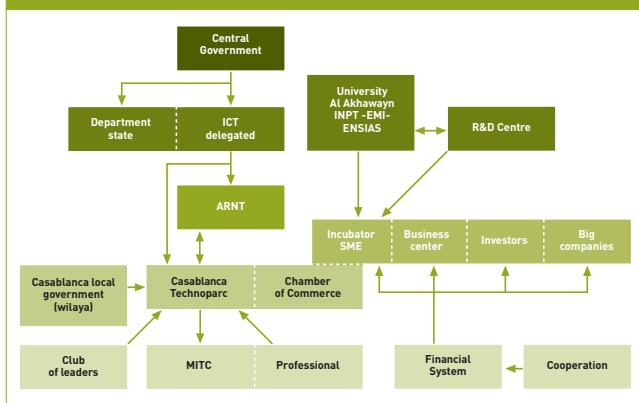 Central
Government
Department
state
ICT
delegated
University
Al Akhawayn
INPT -EMI-
ENSIAS
R&D Centre
ARNT
Incubator
SME
Business
center
Investors
Big
companies
Casablanca local
government
(wilaya)
Casablanca
Technoparc
Chamber
of Commerce
Club
of leaders
MITC
Professional
Financial
System
Cooperation